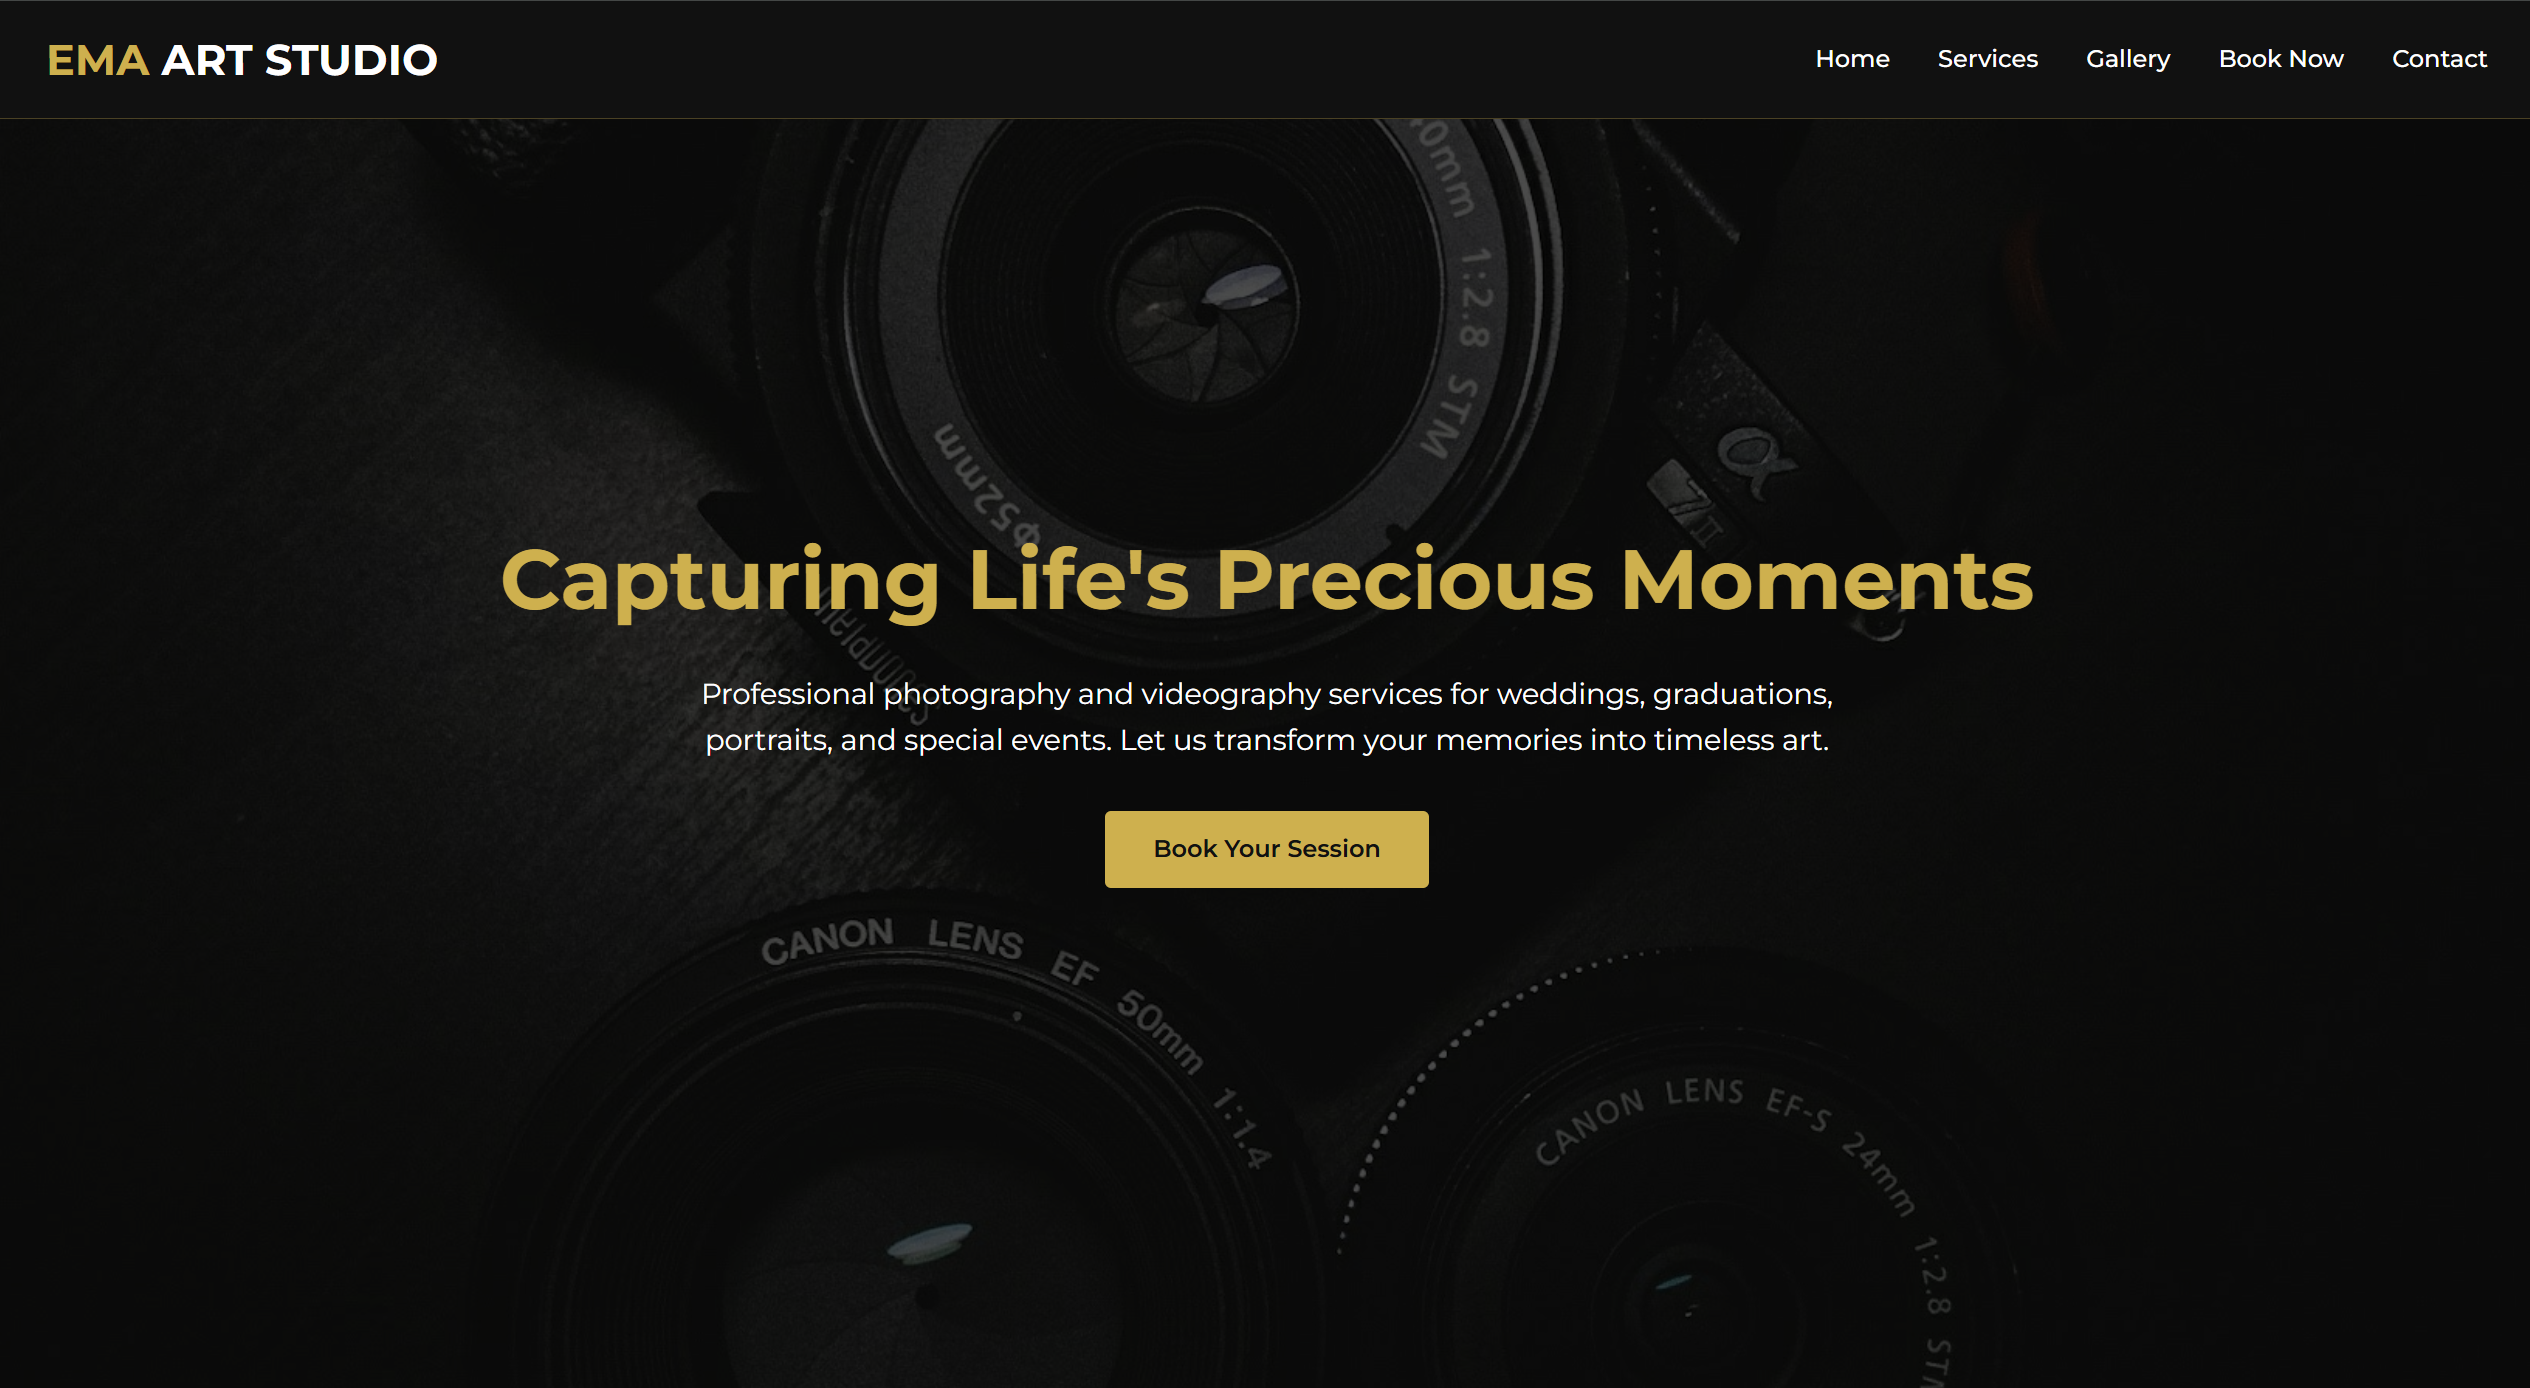 EMA ART STUDIO
Home Services Gallery Book Now Contact
40mm 1:2.8 STM
Φ52mm
α
7II
Capturing Life's Precious Moments
Professional photography and videography services for weddings, graduations,
portraits, and special events. Let us transform your memories into timeless art.
Book Your Session
CANON LENS EF 50mm 1:1.4
CANON LENS EF-S 24mm 1:2.8 STM